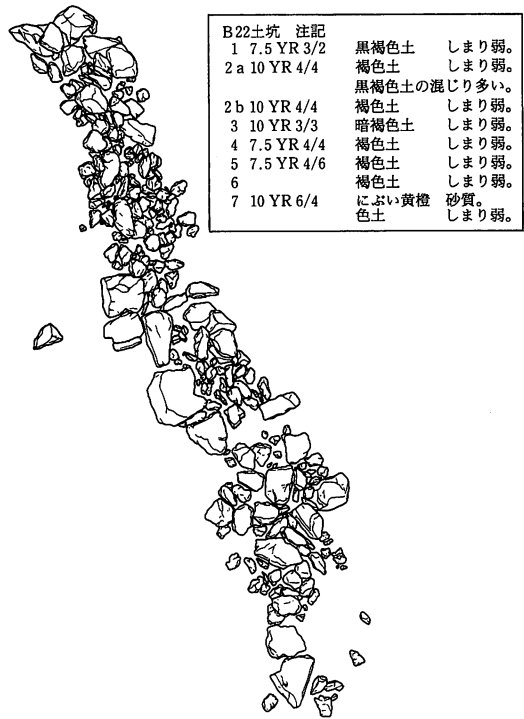 B22土坑 注記
1 7.5 YR 3/2 黒褐色土 しまり弱。
2a 10 YR 4/4 褐色土 しまり弱。
黒褐色土の混じり多い。
2b 10 YR 4/4 褐色土 しまり弱。
3 10 YR 3/3 暗褐色土 しまり弱。
4 7.5 YR 4/4 褐色土 しまり弱。
5 7.5 YR 4/6 褐色土 しまり弱。
6 褐色土 しまり弱。
7 10 YR 6/4 にぶい黄橙 砂質。
色土 しまり弱。